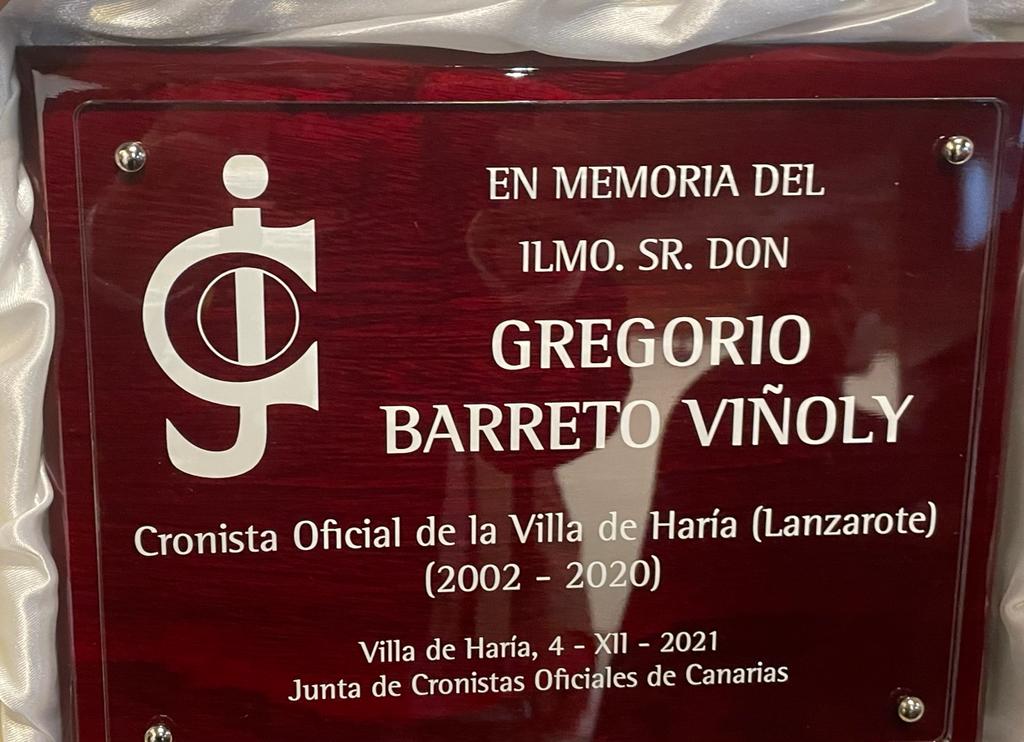 EN MEMORIA DEL
ILMO. SR. DON
GREGORIO
BARRETO VIÑOLY
Cronista Oficial de la Villa de Haría (Lanzarote)
(2002 - 2020)
Villa de Haría, 4 - XII - 2021
Junta de Cronistas Oficiales de Canarias